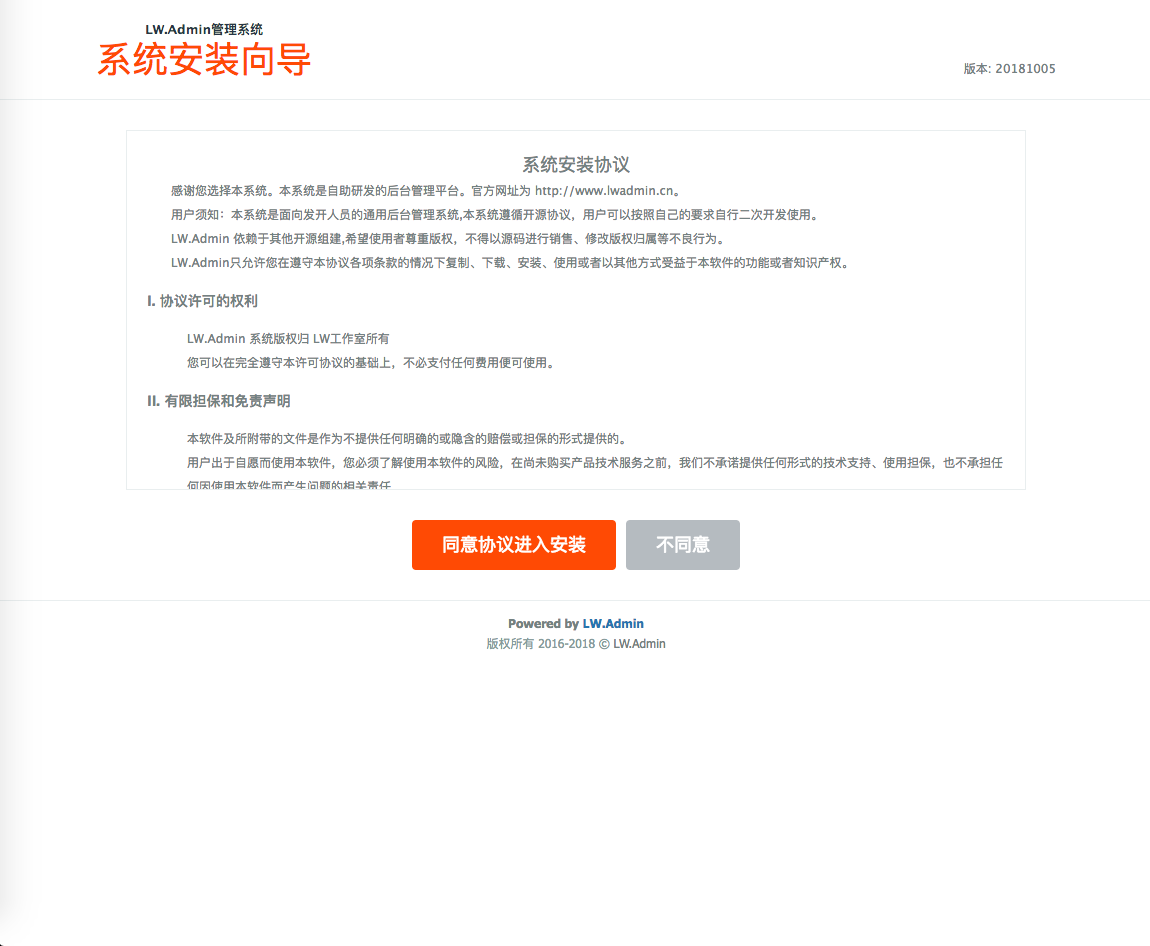 LW.Admin管理系统
系统安装向导
版本: 20181005
系统安装协议
感谢您选择本系统。本系统是自助研发的后台管理平台。官方网址为 http://www.lwadmin.cn。
用户须知：本系统是面向发开人员的通用后台管理系统,本系统遵循开源协议，用户可以按照自己的要求自行二次开发使用。
LW.Admin 依赖于其他开源组建,希望使用者尊重版权，不得以源码进行销售、修改版权归属等不良行为。
LW.Admin只允许您在遵守本协议各项条款的情况下复制、下载、安装、使用或者以其他方式受益于本软件的功能或者知识产权。
I. 协议许可的权利
LW.Admin 系统版权归 LW工作室所有
您可以在完全遵守本许可协议的基础上，不必支付任何费用便可使用。
II. 有限担保和免责声明
本软件及所附带的文件是作为不提供任何明确的或隐含的赔偿或担保的形式提供的。
用户出于自愿而使用本软件，您必须了解使用本软件的风险，在尚未购买产品技术服务之前，我们不承诺提供任何形式的技术支持、使用担保，也不承担任
何因使用本软件而产生问题的相关责任
同意协议进入安装
不同意
Powered by LW.Admin
版权所有 2016-2018 © LW.Admin